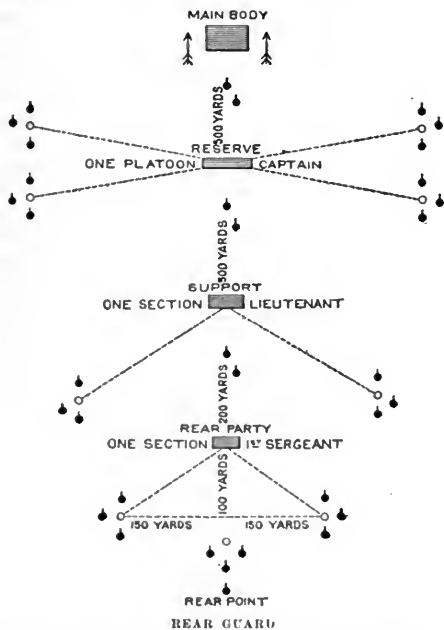 MAIN BODY
500 YARDS
RESERVE
ONE PLATOON CAPTAIN
500 YARDS
SUPPORT
ONE SECTION LIEUTENANT
200 YARDS
REAR PARTY
ONE SECTION 1ST SERGEANT
100 YARDS
150 YARDS 150 YARDS
REAR POINT
REAR GUARD